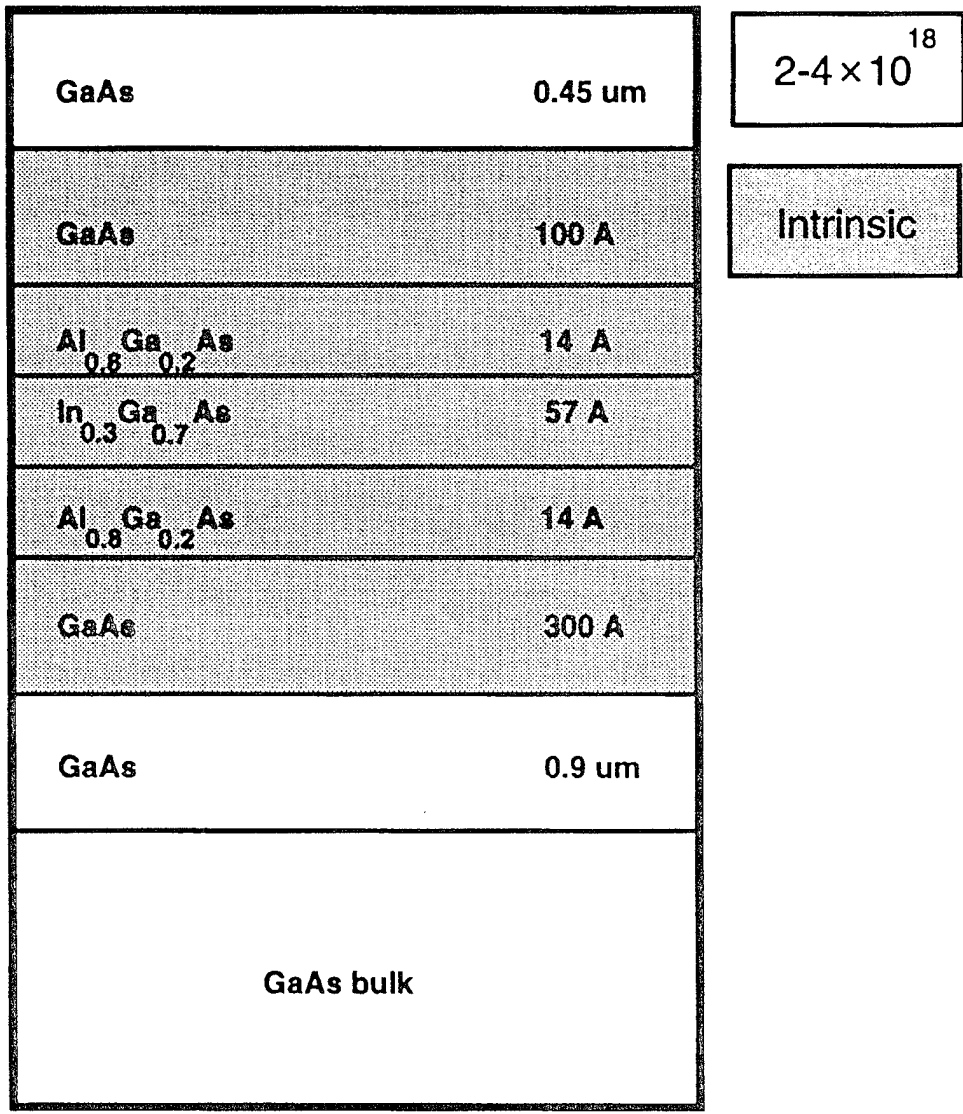 GaAs 0.45 um
GaAs 100 A
Al0.8Ga0.2As 14 A
In0.3Ga0.7As 57 A
Al0.8Ga0.2As 14 A
GaAs 300 A
GaAs 0.9 um
GaAs bulk
2-4×10^18
Intrinsic